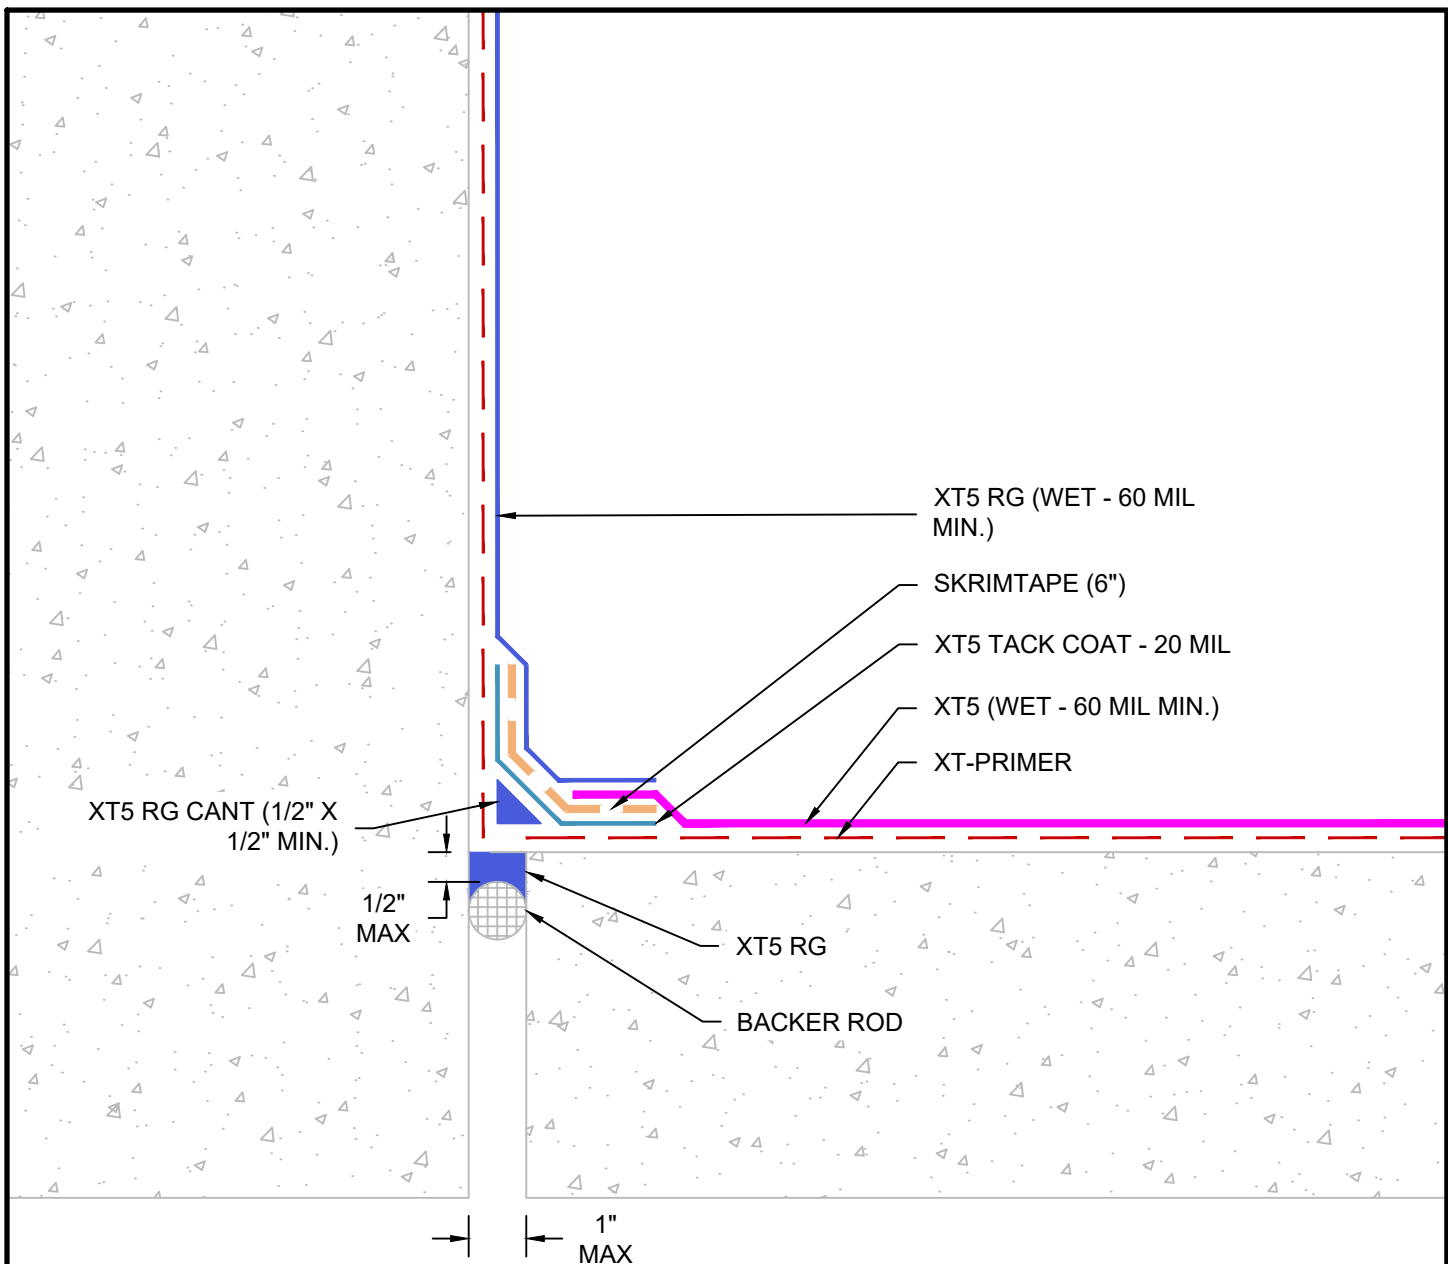 XT5 RG (WET - 60 MIL
MIN.)
SKRIMTAPE (6")
XT5 TACK COAT - 20 MIL
XT5 (WET - 60 MIL MIN.)
XT-PRIMER
XT5 RG CANT (1/2" X
1/2" MIN.)
1/2"
MAX
XT5 RG
BACKER ROD
1"
MAX